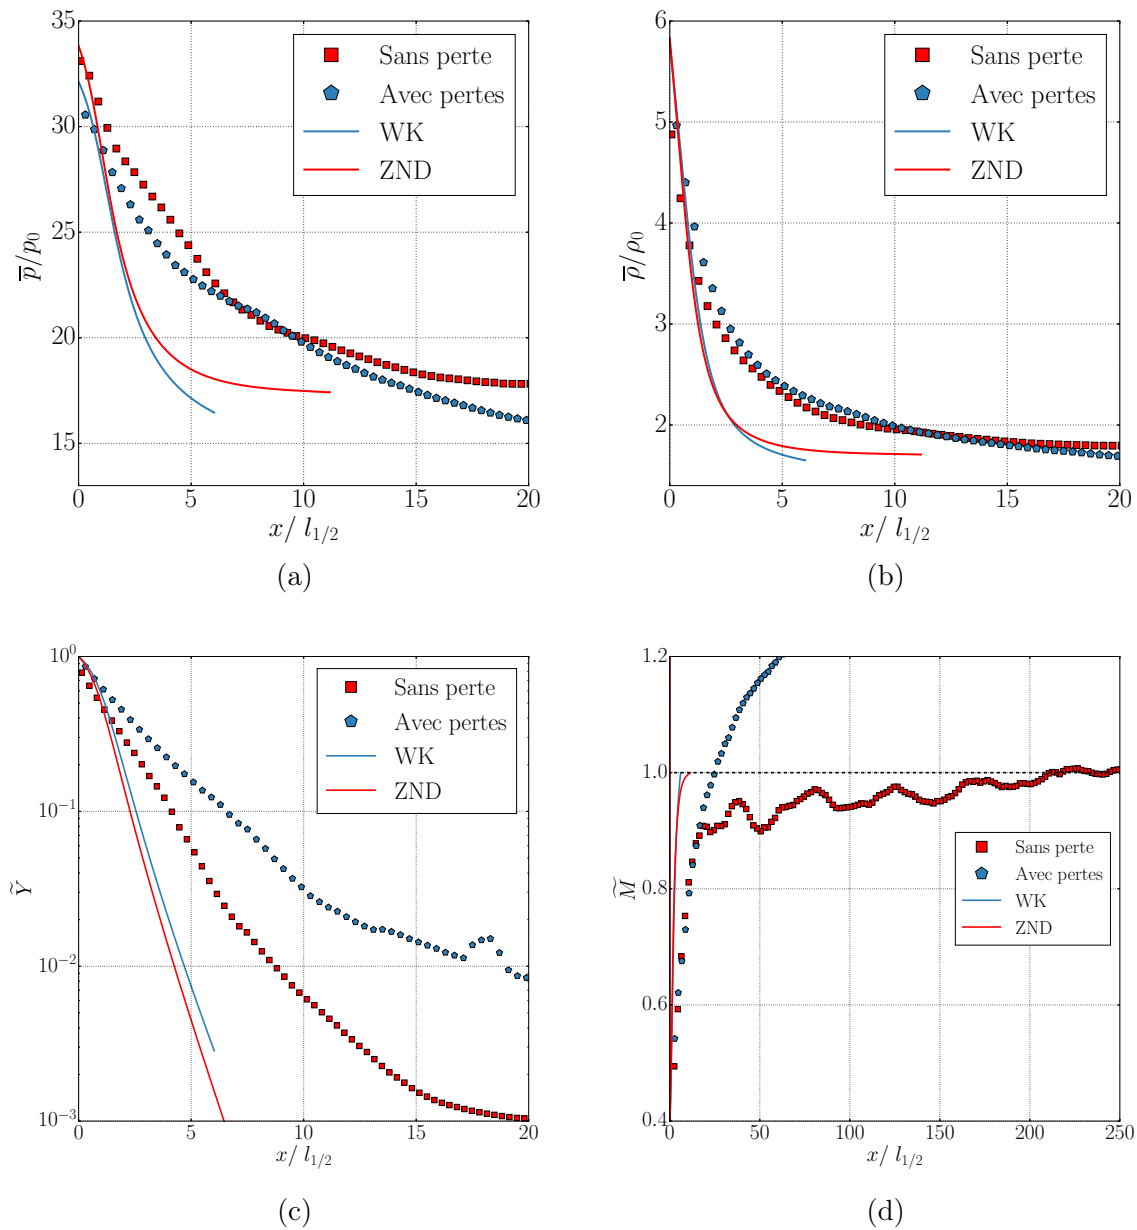 35
30
25
20
15
p̅/p₀
0 5 10 15 20
x/ l₁/₂
Sans perte
Avec pertes
WK
ZND
(a)
6
5
4
3
2
ρ̅/ρ₀
0 5 10 15 20
x/ l₁/₂
Sans perte
Avec pertes
WK
ZND
(b)
10⁰
10⁻¹
10⁻²
10⁻³
Ỹ
0 5 10 15 20
x/ l₁/₂
Sans perte
Avec pertes
WK
ZND
(c)
1.2
1.0
0.8
0.6
0.4
M̃
0 50 100 150 200 250
x/ l₁/₂
Sans perte
Avec pertes
WK
ZND
(d)